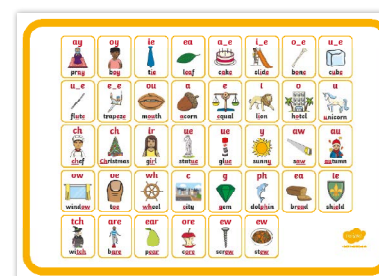 ay oy ie ea a_e i_e o_e u_e
pray boy tie leaf cake slide bone cube
u_e e_e ou a e i o u
flute trapeze mouth acorn equal lion hotel unicorn
ch ch ir ue ue y aw au
chef Christmas girl statue glue sunny saw autumn
ow oe wh c g ph ea ie
window toe wheel city gem dolphin bread shield
tch are ear ore ew ew
witch bare pear core screw stew